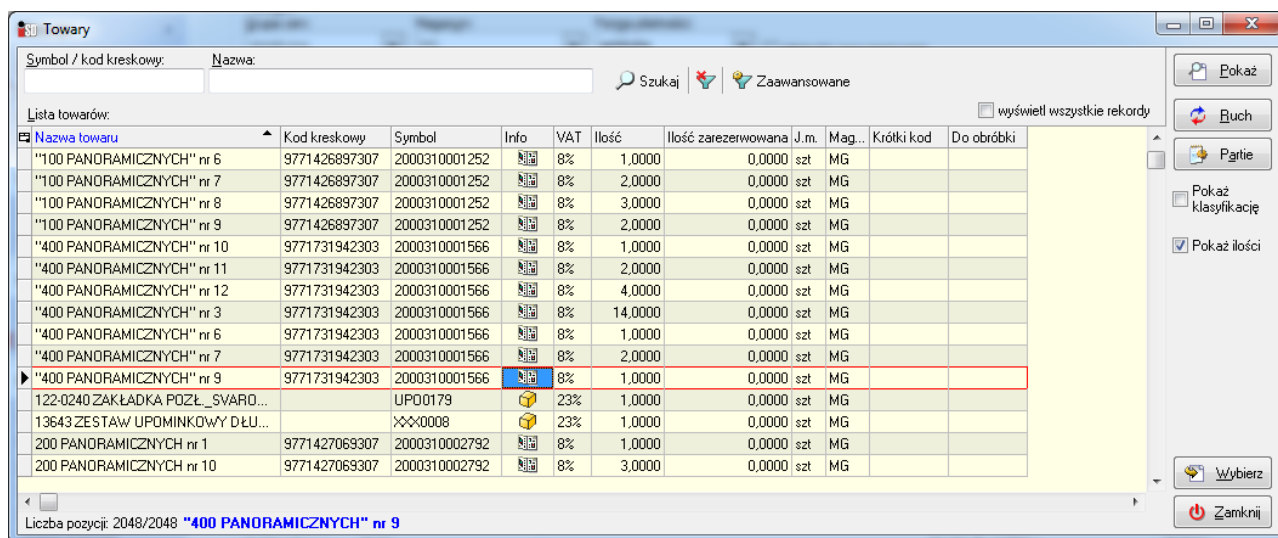 Towary
Symbol / kod kreskowy: Nazwa:
Szukaj Zaawansowane
Lista towarów: wyświetl wszystkie rekordy
Nazwa towaru Kod kreskowy Symbol Info VAT Ilość Ilość zarezerwowana J.m. Mag... Krótki kod Do obróbki
"100 PANORAMICZNYCH" nr 6 9771426897307 2000310001252 8% 1,0000 0,0000 szt MG
"100 PANORAMICZNYCH" nr 7 9771426897307 2000310001252 8% 2,0000 0,0000 szt MG
"100 PANORAMICZNYCH" nr 8 9771426897307 2000310001252 8% 3,0000 0,0000 szt MG
"100 PANORAMICZNYCH" nr 9 9771426897307 2000310001252 8% 2,0000 0,0000 szt MG
"400 PANORAMICZNYCH" nr 10 9771731942303 2000310001566 8% 1,0000 0,0000 szt MG
"400 PANORAMICZNYCH" nr 11 9771731942303 2000310001566 8% 2,0000 0,0000 szt MG
"400 PANORAMICZNYCH" nr 12 9771731942303 2000310001566 8% 4,0000 0,0000 szt MG
"400 PANORAMICZNYCH" nr 3 9771731942303 2000310001566 8% 14,0000 0,0000 szt MG
"400 PANORAMICZNYCH" nr 6 9771731942303 2000310001566 8% 1,0000 0,0000 szt MG
"400 PANORAMICZNYCH" nr 7 9771731942303 2000310001566 8% 2,0000 0,0000 szt MG
"400 PANORAMICZNYCH" nr 9 9771731942303 2000310001566 8% 1,0000 0,0000 szt MG
122-0240 ZAKŁADKA POZŁ._SVARO... UPO0179 23% 1,0000 0,0000 szt MG
13643 ZESTAW UPOMINKOWY DŁU... XXX0008 23% 1,0000 0,0000 szt MG
200 PANORAMICZNYCH nr 1 9771427069307 2000310002792 8% 1,0000 0,0000 szt MG
200 PANORAMICZNYCH nr 10 9771427069307 2000310002792 8% 3,0000 0,0000 szt MG
Liczba pozycji: 2048/2048 "400 PANORAMICZNYCH" nr 9
Pokaż
Ruch
Partie
Pokaż
klasyfikację
Pokaż ilości
Wybierz
Zamknij